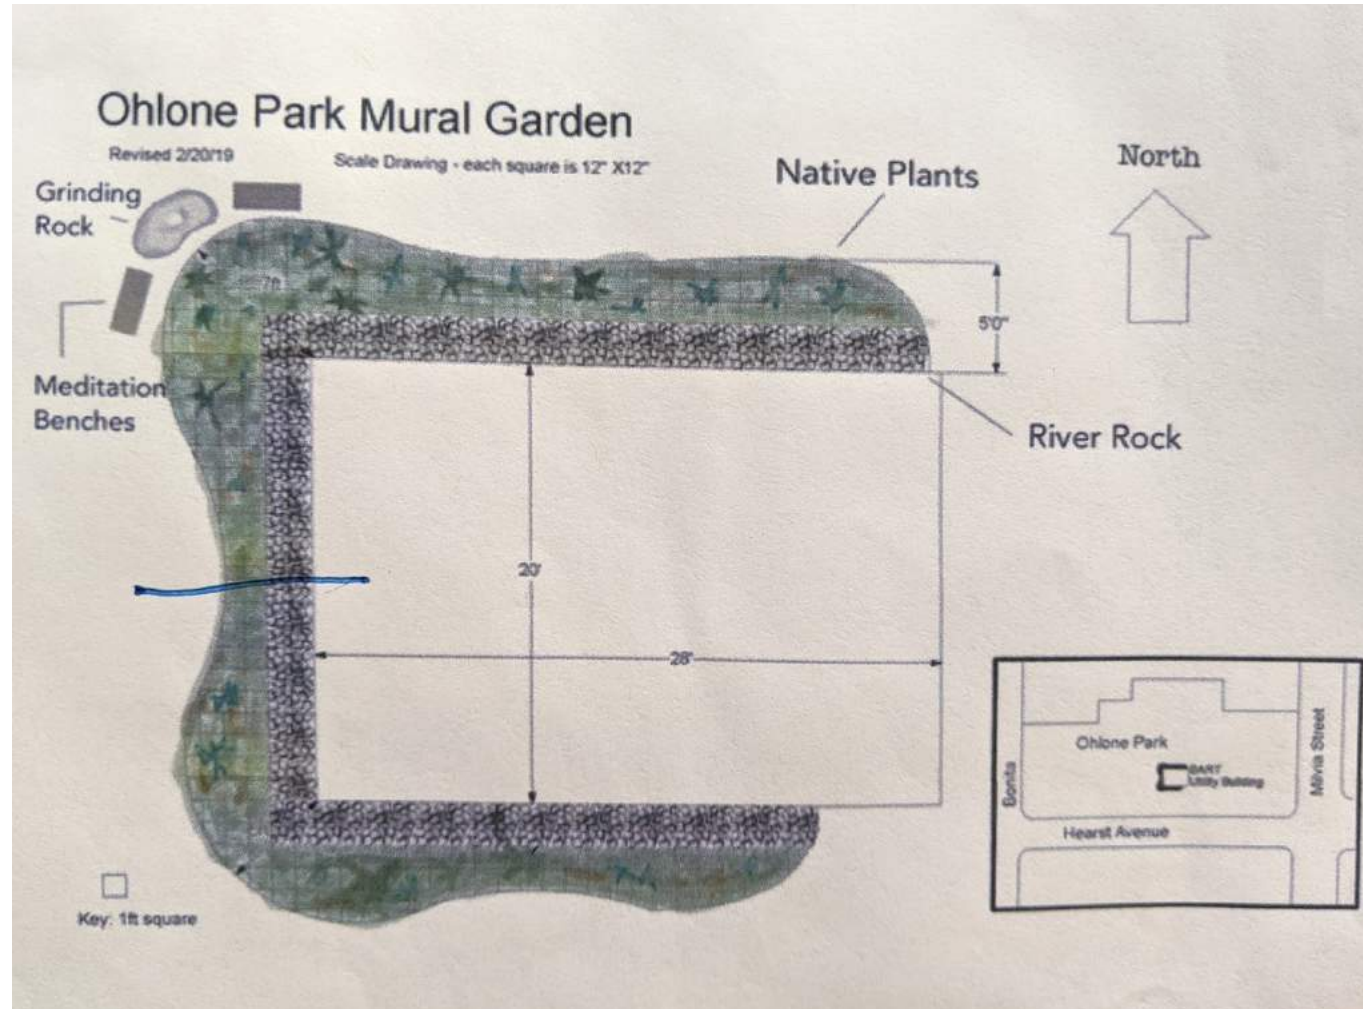 Ohlone Park Mural Garden
Revised 2/20/19
Scale Drawing - each square is 12" X12"
Grinding
Rock
Native Plants
North
7ft
5'0"
Meditation
Benches
River Rock
20'
28'
Ohlone Park
BART
Utility Building
Bonita
Milvia Street
Hearst Avenue
Key: 1ft square